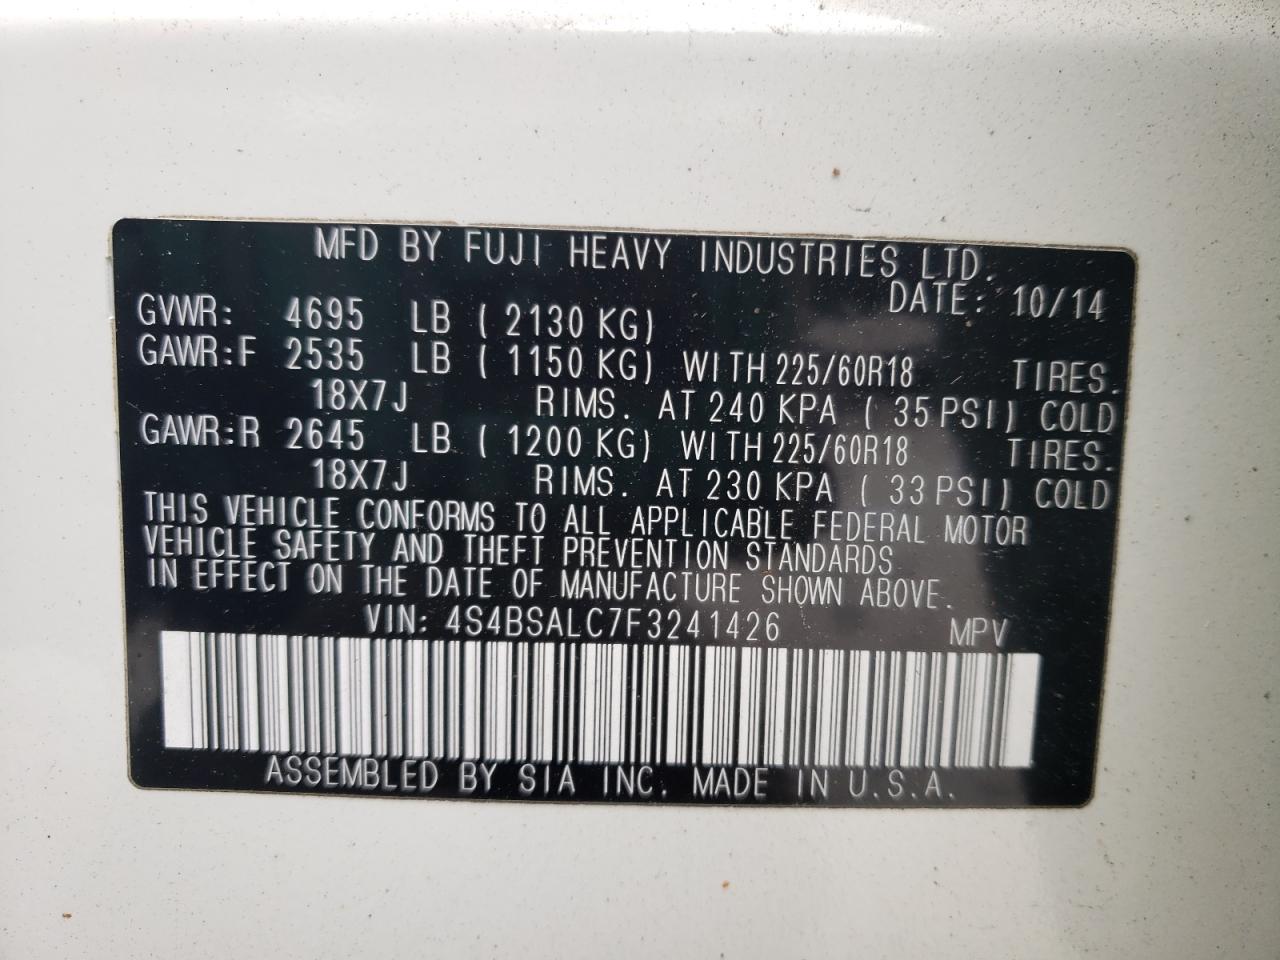 MFD BY FUJI HEAVY INDUSTRIES LTD.
DATE: 10/14
GVWR: 4695 LB ( 2130 KG)
GAWR:F 2535 LB ( 1150 KG) WITH 225/60R18 TIRES.
18X7J RIMS. AT 240 KPA ( 35 PSI) COLD
GAWR:R 2645 LB ( 1200 KG) WITH 225/60R18 TIRES.
18X7J RIMS. AT 230 KPA ( 33 PSI) COLD
THIS VEHICLE CONFORMS TO ALL APPLICABLE FEDERAL MOTOR
VEHICLE SAFETY AND THEFT PREVENTION STANDARDS
IN EFFECT ON THE DATE OF MANUFACTURE SHOWN ABOVE.
VIN: 4S4BSALC7F3241426 MPV
ASSEMBLED BY SIA INC. MADE IN U.S.A.